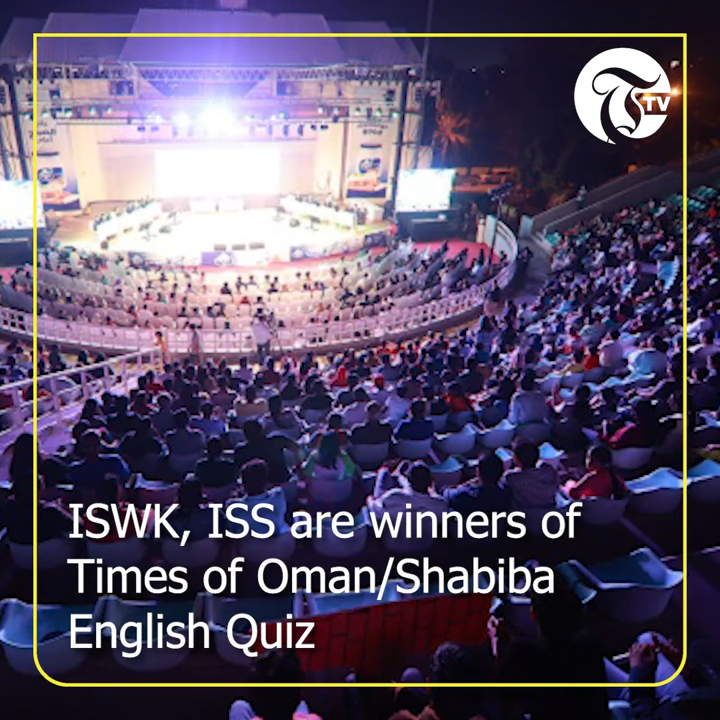 TV
ISWK, ISS are winners of
Times of Oman/Shabiba
English Quiz